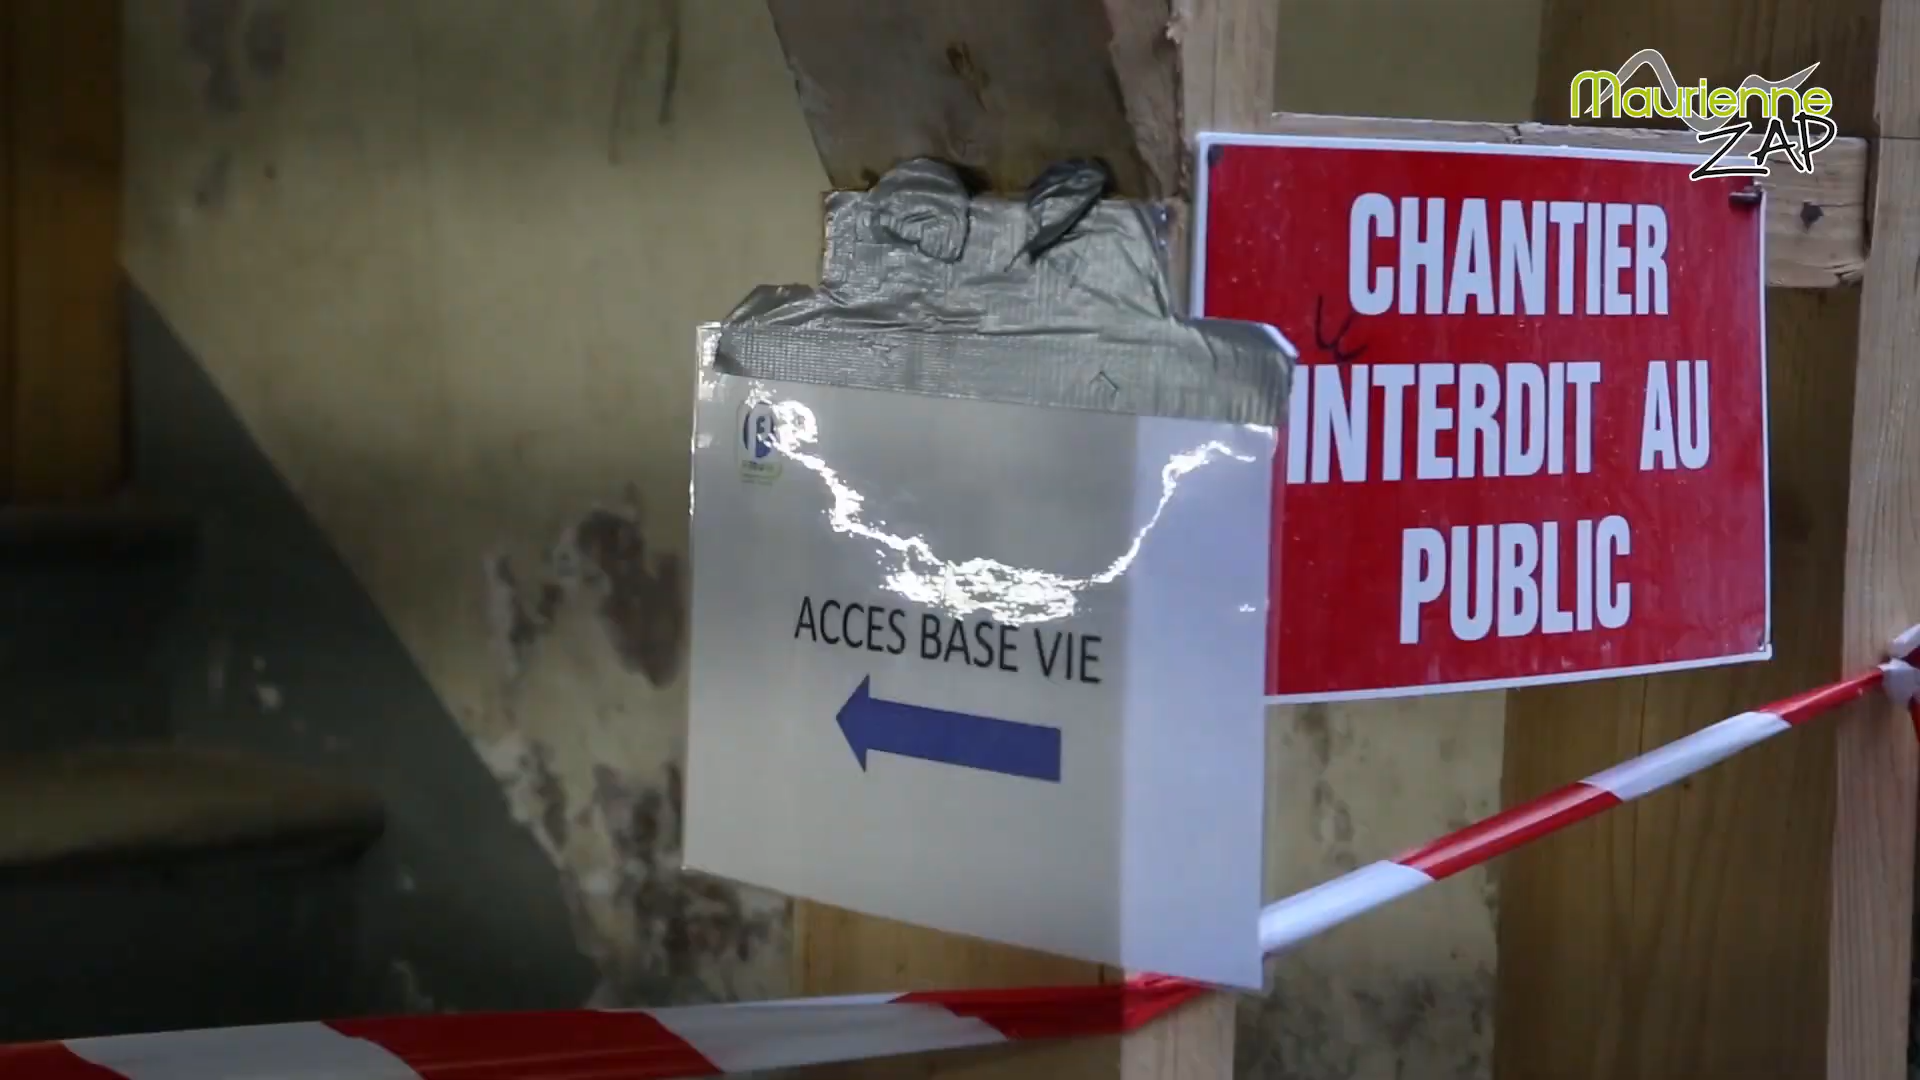 Maurienne
ZAP
CHANTIER
INTERDIT AU
PUBLIC
ACCES BASE VIE